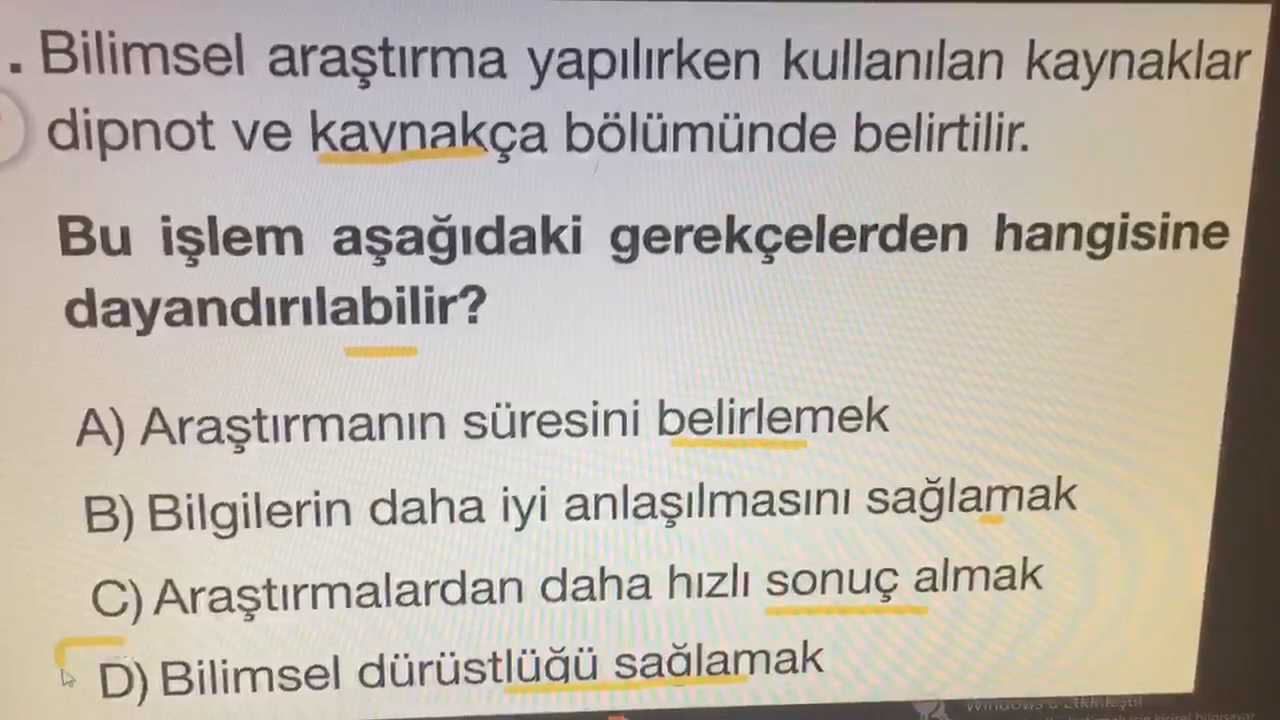 . Bilimsel araştırma yapılırken kullanılan kaynaklar
dipnot ve kaynakça bölümünde belirtilir.
Bu işlem aşağıdaki gerekçelerden hangisine
dayandırılabilir?
A) Araştırmanın süresini belirlemek
B) Bilgilerin daha iyi anlaşılmasını sağlamak
C) Araştırmalardan daha hızlı sonuç almak
D) Bilimsel dürüstlüğü sağlamak